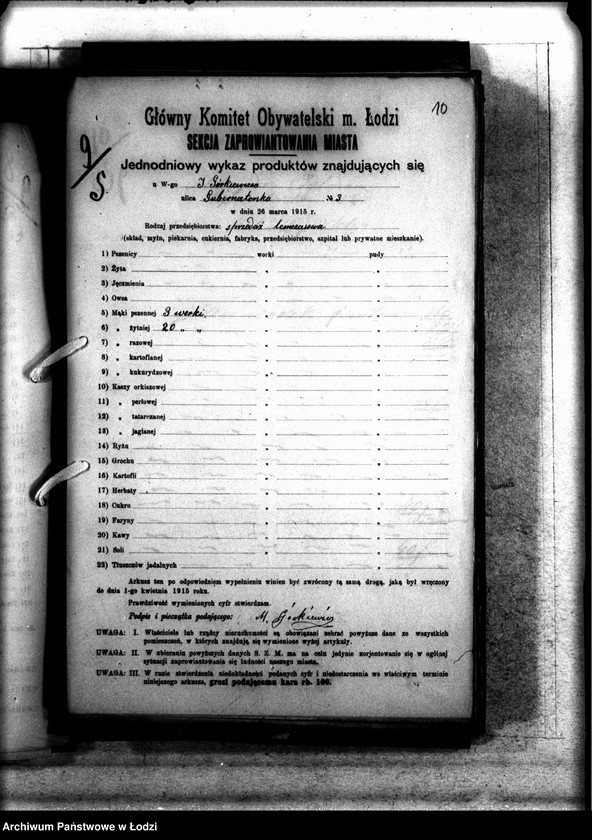 10
9/5
Główny Komitet Obywatelski m. Łodzi
SEKCJA ZAPROWIANTOWANIA MIASTA
Jednodniowy wykaz produktów znajdujących się
u W-go J. Górkiewicza
ulica Gubernatorska № 3
w dniu 26 marca 1915 r.
Rodzaj przedsiębiorstwa: sprzedaż
(skład, młyn, piekarnia, cukiernia, fabryka, przedsiębiorstwo, szpital lub prywatne mieszkanie).
1) Pszenicy worki pudy
2) Żyta " "
3) Jęczmienia " "
4) Owsa " "
5) Mąki pszennej 3 worki " "
6) " żytniej 20 " " " "
7) " razowej " "
8) " kartoflanej " "
9) " kukurydzowej " "
10) Kaszy orkiszowej " "
11) " perłowej " "
12) " tatarczanej " "
13) " jaglanej " "
14) Ryżu " "
15) Grochu " "
16) Kartofli " "
17) Herbaty " "
18) Cukru " "
19) Faryny " "
20) Kawy " "
21) Soli " "
22) Tłuszczów jadalnych " "
Arkusz ten po odpowiedniem wypełnieniu winien być zwrócony tą samą drogą, jaką był wręczony
do dnia 1-go kwietnia 1915 roku.
Prawdziwość wymienionych cyfr stwierdzam.
Podpis i pieczątka podającego: M. Górkiewicz
UWAGA: I. Właściciele lub rządcy nieruchomości są obowiązani zebrać powyższe dane ze wszystkich
pomieszczeń, w których znajdują się wymienione wyżej artykuły.
UWAGA: II. W zbieraniu powyższych danych S. Z. M. ma na celu jedynie zorjentowanie się w ogólnej
sytuacji zaprowiantowania się ludności naszego miasta.
UWAGA: III. W razie stwierdzenia niedokładności podanych cyfr i niedostarczenia we właściwym terminie
niniejszego arkusza, grozi podającemu kara rb. 100.
Archiwum Państwowe w Łodzi